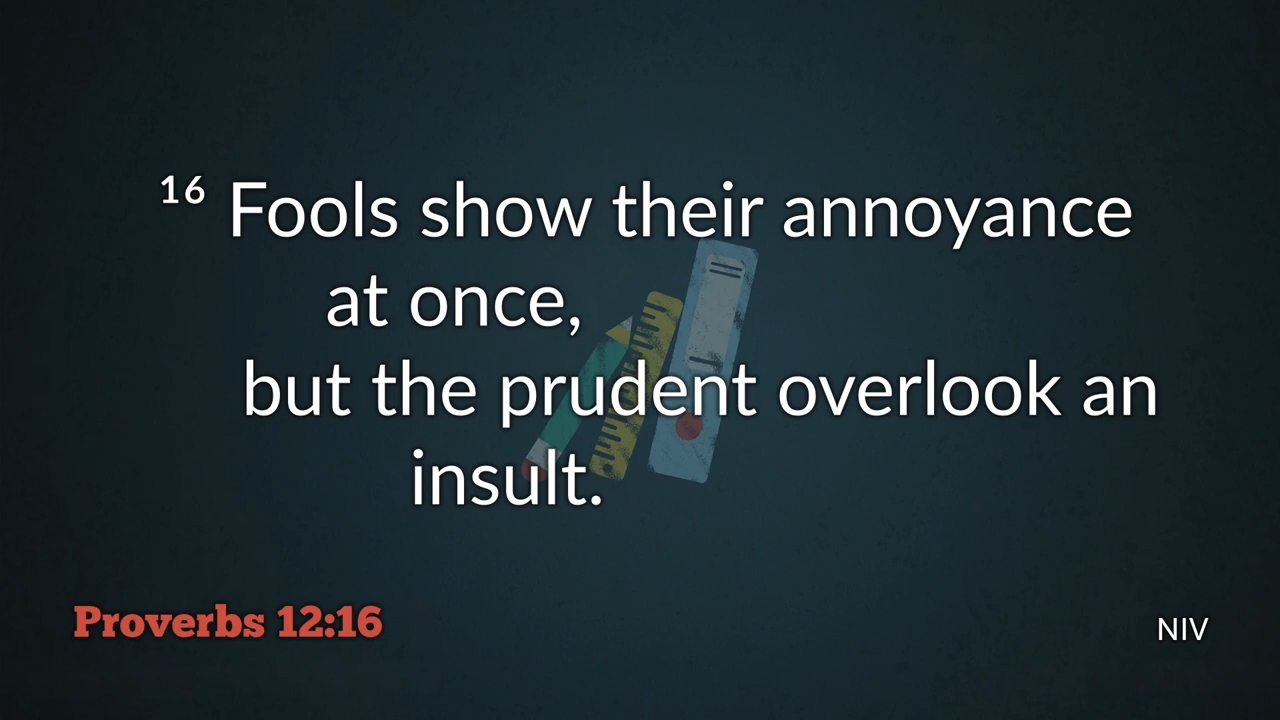 16 Fools show their annoyance
at once,
but the prudent overlook an
insult.
Proverbs 12:16
NIV